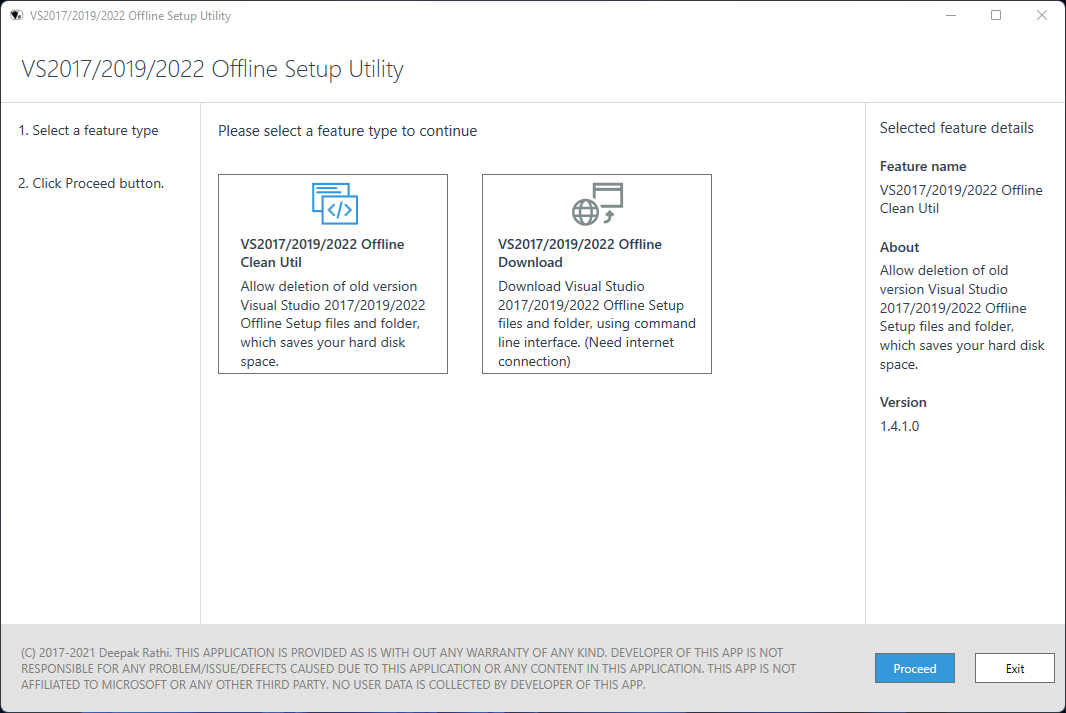 VS2017/2019/2022 Offline Setup Utility
VS2017/2019/2022 Offline Setup Utility
1. Select a feature type
2. Click Proceed button.
Please select a feature type to continue
VS2017/2019/2022 Offline
Clean Util
Allow deletion of old version
Visual Studio 2017/2019/2022
Offline Setup files and folder,
which saves your hard disk
space.
VS2017/2019/2022 Offline
Download
Download Visual Studio
2017/2019/2022 Offline Setup
files and folder, using command
line interface. (Need internet
connection)
Selected feature details
Feature name
VS2017/2019/2022 Offline
Clean Util
About
Allow deletion of old
version Visual Studio
2017/2019/2022 Offline
Setup files and folder,
which saves your hard disk
space.
Version
1.4.1.0
(C) 2017-2021 Deepak Rathi. THIS APPLICATION IS PROVIDED AS IS WITH OUT ANY WARRANTY OF ANY KIND. DEVELOPER OF THIS APP IS NOT
RESPONSIBLE FOR ANY PROBLEM/ISSUE/DEFECTS CAUSED DUE TO THIS APPLICATION OR ANY CONTENT IN THIS APPLICATION. THIS APP IS NOT
AFFILIATED TO MICROSOFT OR ANY OTHER THIRD PARTY. NO USER DATA IS COLLECTED BY DEVELOPER OF THIS APP.
Proceed
Exit